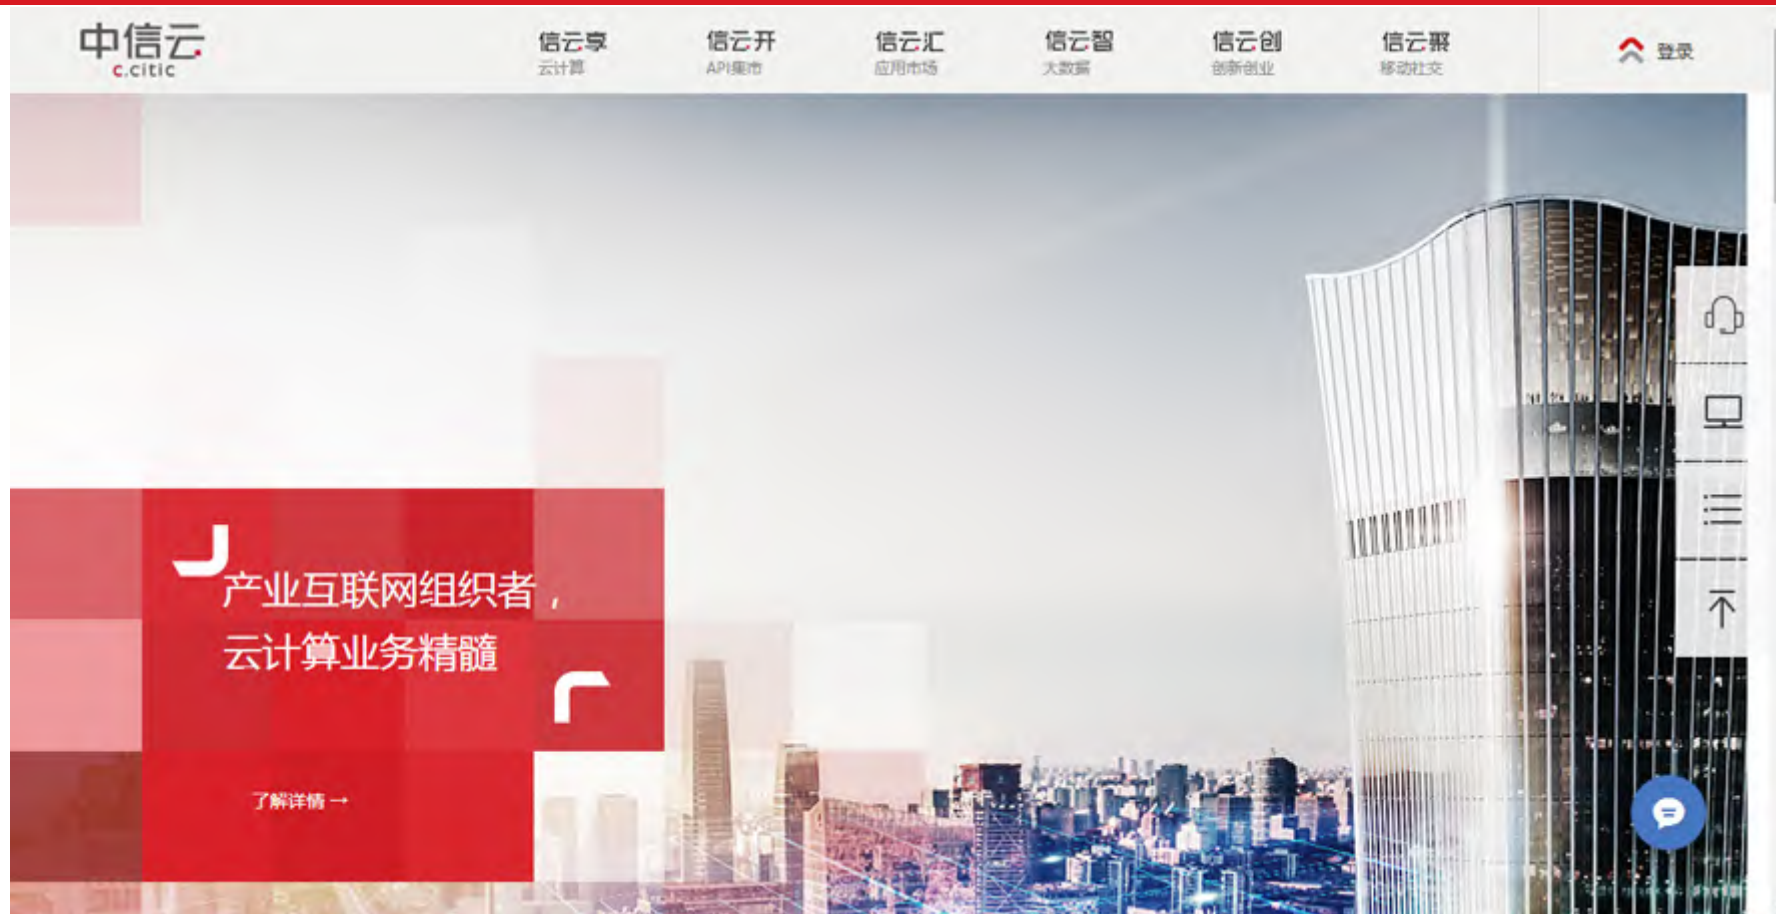 中信云
c.citic
信云享
云计算
信云开
API集市
信云汇
应用市场
信云智
大数据
信云创
创新创业
信云聚
移动社交
登录
产业互联网组织者，
云计算业务精髓
了解详情→